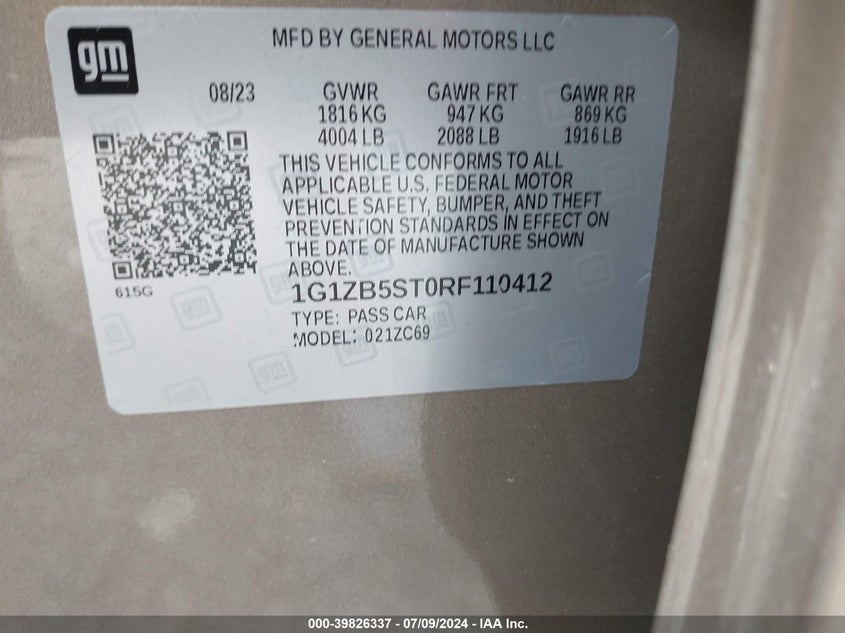 gm
MFD BY GENERAL MOTORS LLC
08/23 GVWR GAWR FRT GAWR RR
1816 KG 947 KG 869 KG
4004 LB 2088 LB 1916 LB
THIS VEHICLE CONFORMS TO ALL
APPLICABLE U.S. FEDERAL MOTOR
VEHICLE SAFETY, BUMPER, AND THEFT
PREVENTION STANDARDS IN EFFECT ON
THE DATE OF MANUFACTURE SHOWN
ABOVE.
615G
1G1ZB5ST0RF110412
TYPE: PASS CAR
MODEL: 021ZC69
000-39826337 - 07/09/2024 - IAA Inc.